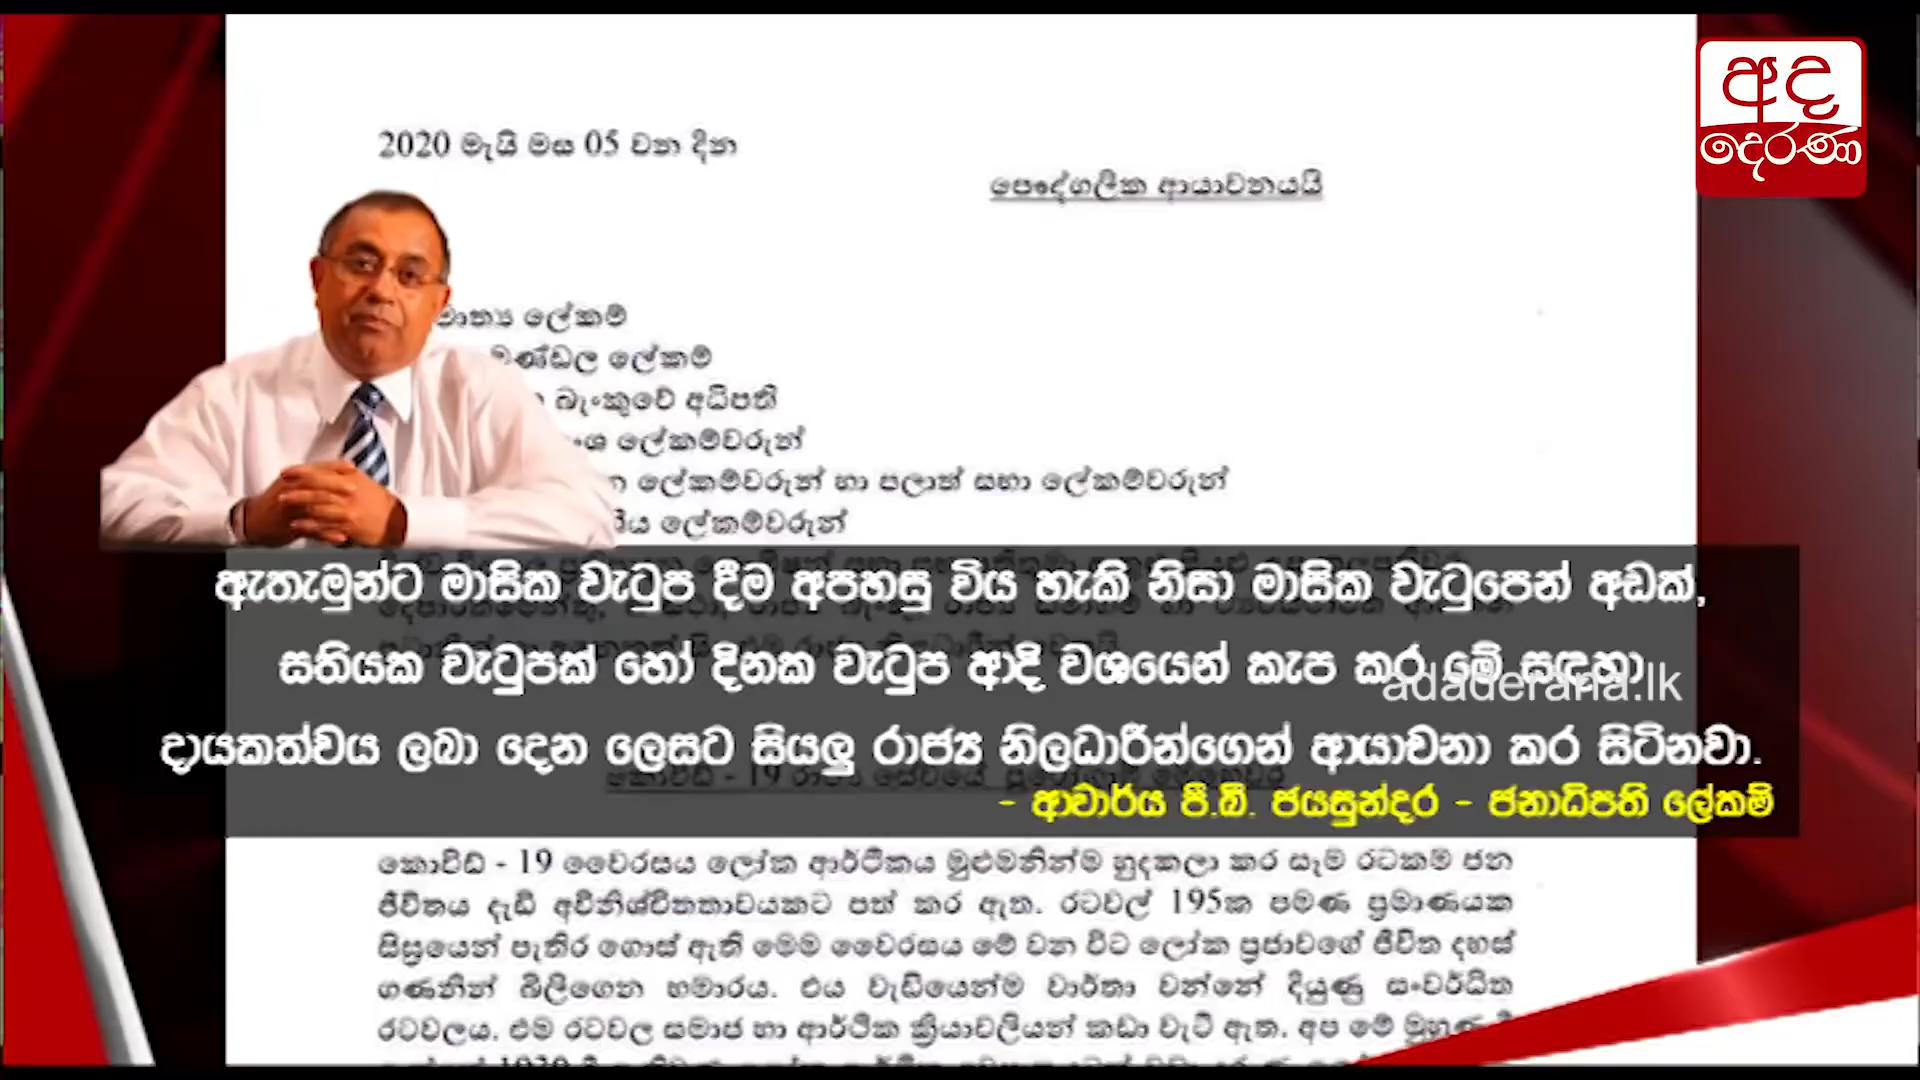 අද
දෙරණ
2020 මැයි මස 05 වන දින
පෞද්ගලික ආයාචනයයි
ලේකම්
මණ්ඩල ලේකම්
බැංකුවේ අධිපති
ලේකම්වරුන්
ලේකම්වරුන් හා පලාත් සභා ලේකම්වරුන්
ලේකම්වරුන්
ඇතැමුන්ට මාසික වැටුප දීම අපහසු විය හැකි නිසා මාසික වැටුපෙන් අඩක්,
සතියක වැටුපක් හෝ දිනක වැටුප ආදි වශයෙන් කැප කර මේ සඳහා
adaderana.lk
දායකත්වය ලබා දෙන ලෙසට සියලු රාජ්‍ය නිලධාරීන්ගෙන් ආයාචනා කර සිටිනවා.
- ආචාර්ය පී.බී. ජයසුන්දර - ජනාධිපති ලේකම්
කොවිඩ් - 19 වෛරසය ලෝක ආර්ථිකය මුළුමනින්ම හුදකලා කර සෑම රටකම ජන
ජීවිතය දැඩි අවිනිශ්චිතතාවයකට පත් කර ඇත. රටවල් 195ක පමණ ප්‍රමාණයක
සිඝ්‍රයෙන් පැතිර ගොස් ඇති මෙම වෛරසය මේ වන විට ලෝක ප්‍රජාවගේ ජීවිත දහස්
ගණනින් බිලිගෙන හමාරය. එය වැඩියෙන්ම වාර්තා වන්නේ දියුණු සංවර්ධිත
රටවලය. එම රටවල සමාජ හා ආර්ථික ක්‍රියාවලියන් කඩා වැටී ඇත. අප මේ